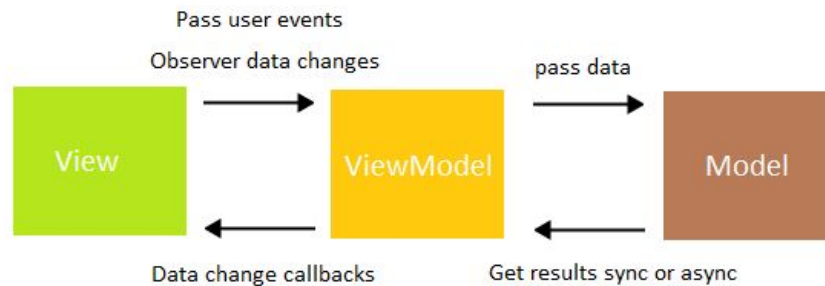 Pass user events
Observer data changes
pass data
View
ViewModel
Model
Data change callbacks
Get results sync or async